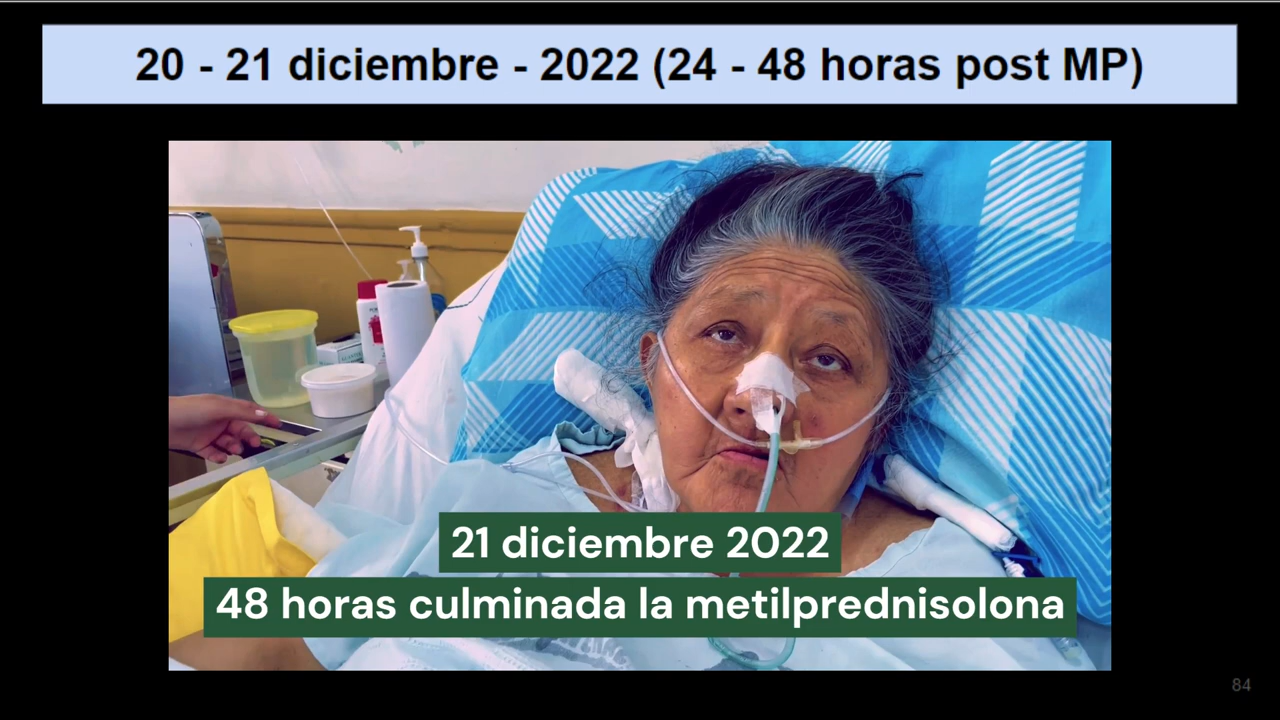 20 - 21 diciembre - 2022 (24 - 48 horas post MP)
21 diciembre 2022
48 horas culminada la metilprednisolona
84